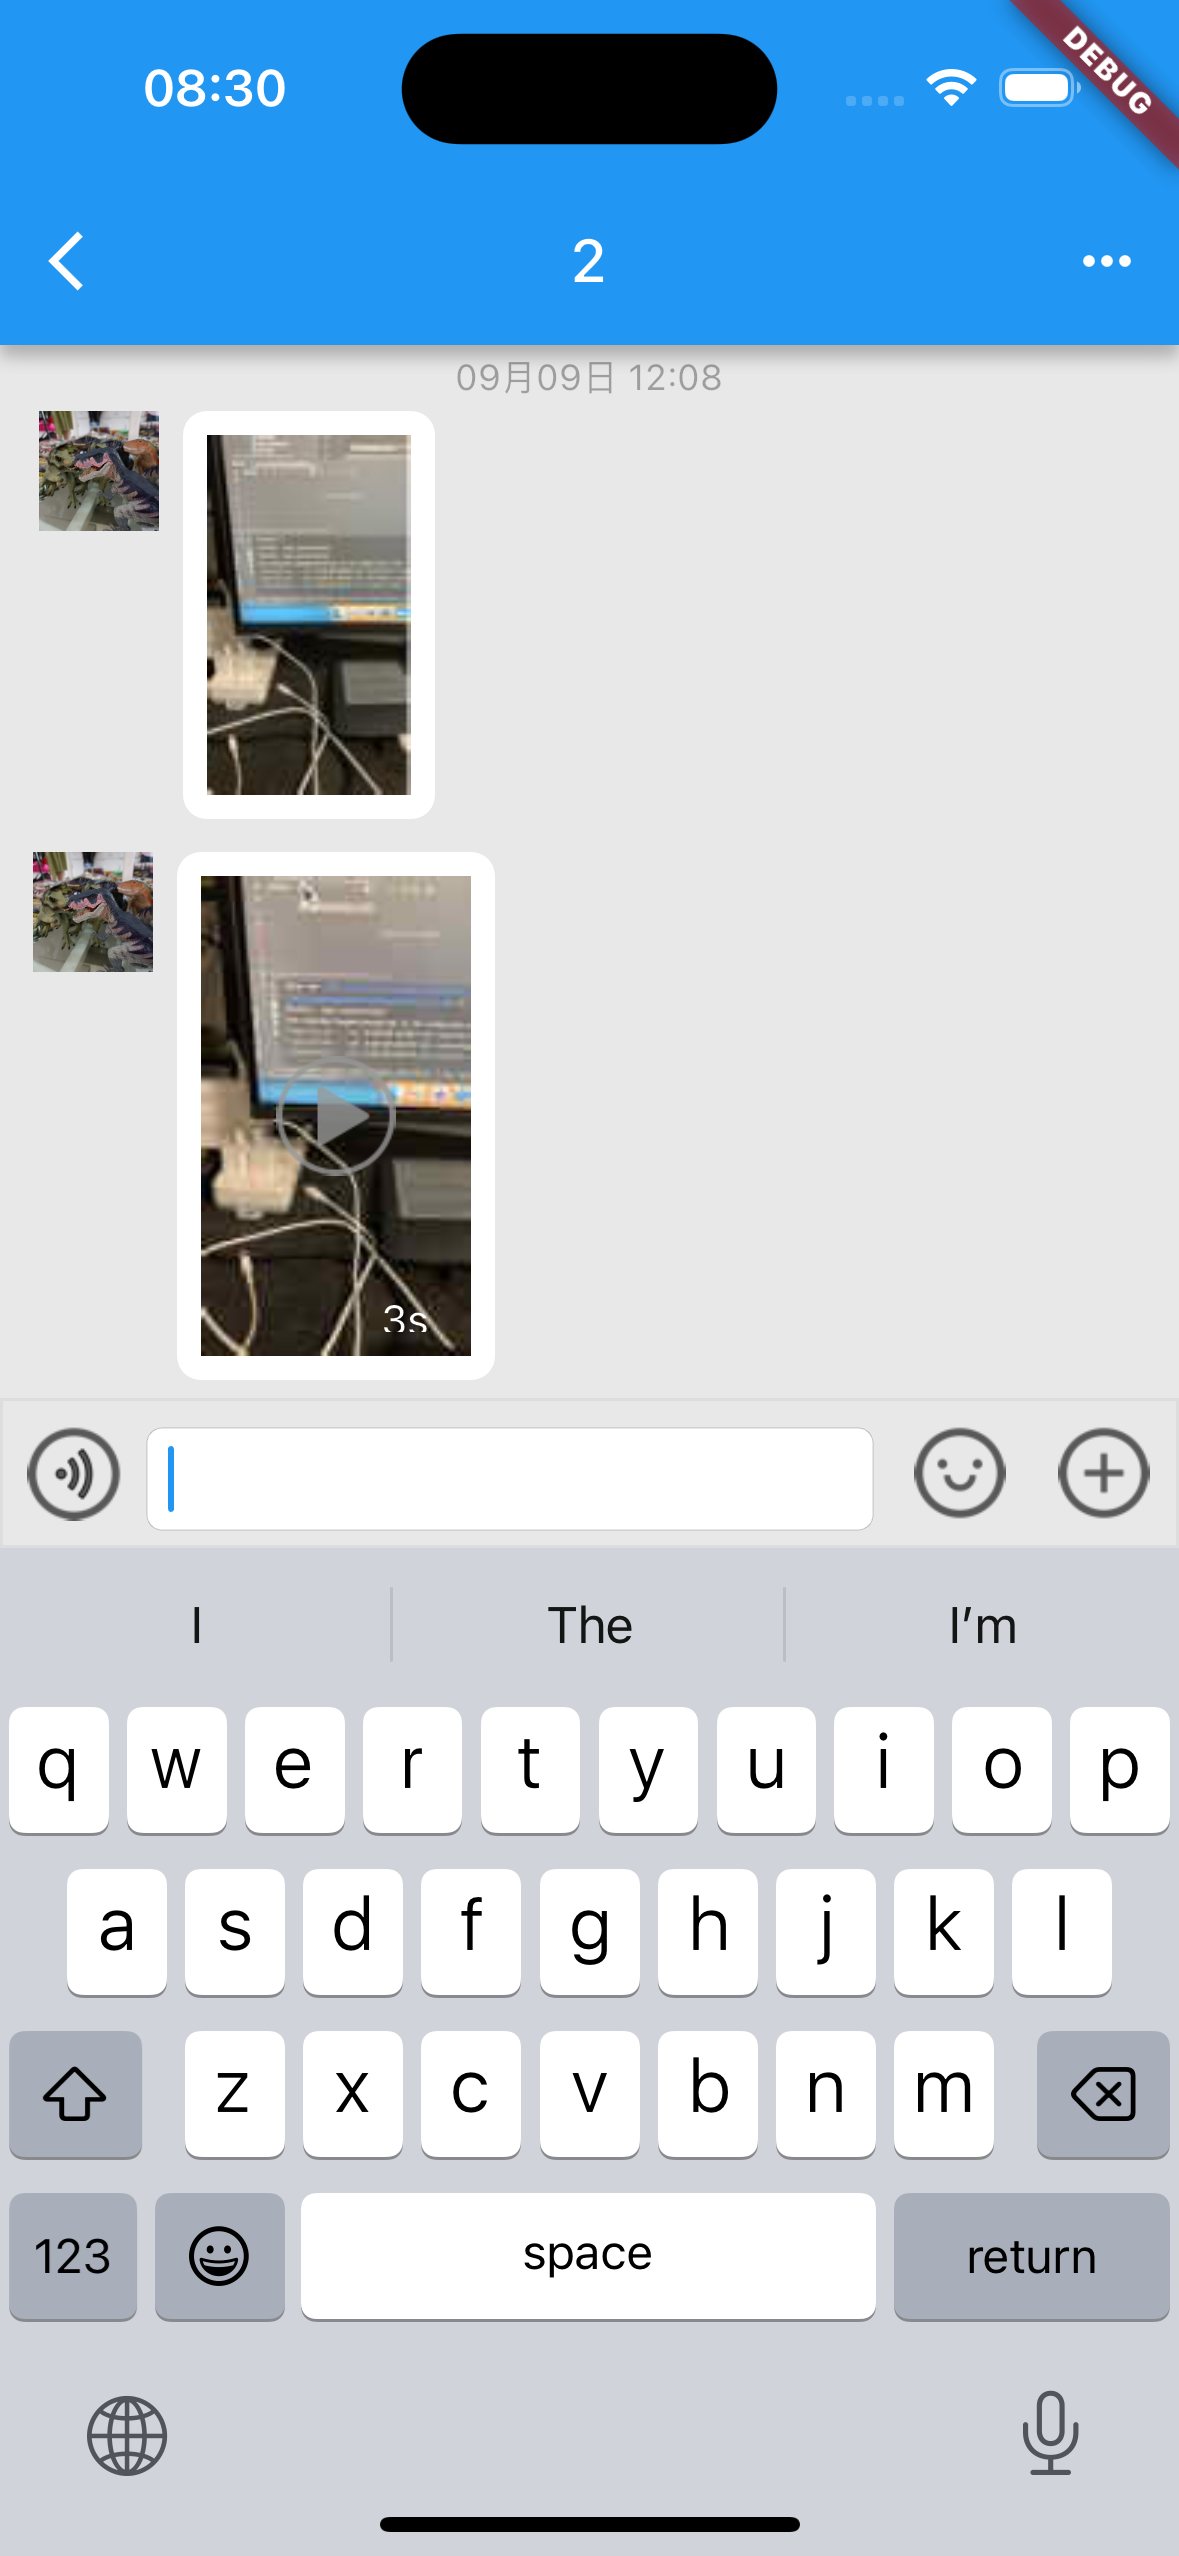 08:30
DEBUG
2
09月09日 12:08
3s
I The I'm
q w e r t y u i o p
a s d f g h j k l
z x c v b n m
123 space return